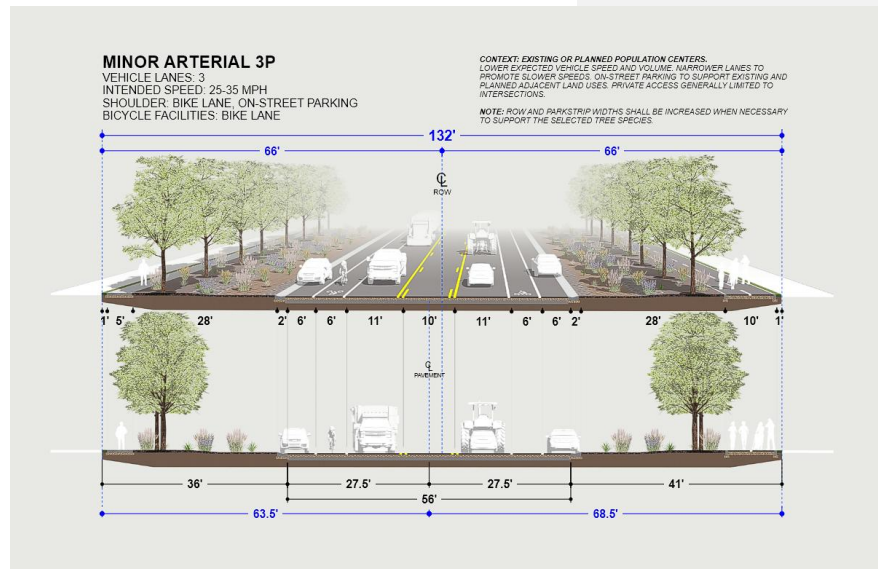 MINOR ARTERIAL 3P
VEHICLE LANES: 3
INTENDED SPEED: 25-35 MPH
SHOULDER: BIKE LANE, ON-STREET PARKING
BICYCLE FACILITIES: BIKE LANE
CONTEXT: EXISTING OR PLANNED POPULATION CENTERS.
LOWER EXPECTED VEHICLE SPEED AND VOLUME. NARROWER LANES TO
PROMOTE SLOWER SPEEDS. ON-STREET PARKING TO SUPPORT EXISTING AND
PLANNED ADJACENT LAND USES. PRIVATE ACCESS GENERALLY LIMITED TO
INTERSECTIONS.
NOTE: ROW AND PARKSTRIP WIDTHS SHALL BE INCREASED WHEN NECESSARY
TO SUPPORT THE SELECTED TREE SPECIES.
132'
66' 66'
CL
ROW
1' 5' 28' 2' 6' 6' 11' 10' 11' 6' 6' 2' 28' 10' 1'
CL
PAVEMENT
36' 27.5' 27.5' 41'
56'
63.5' 68.5'